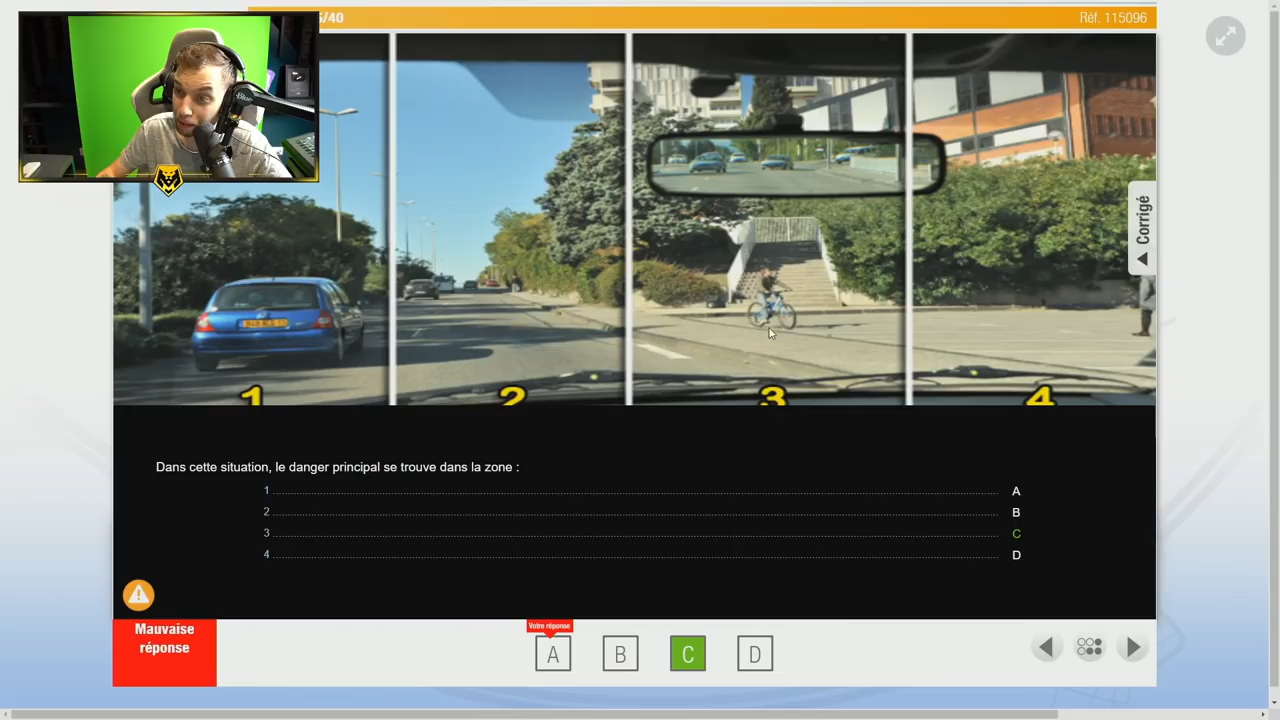 /40
Réf. 115096
Corrigé
1
2
3
4
Dans cette situation, le danger principal se trouve dans la zone :
1 A
2 B
3 C
4 D
Mauvaise
réponse
Votre réponse
A
B
C
D